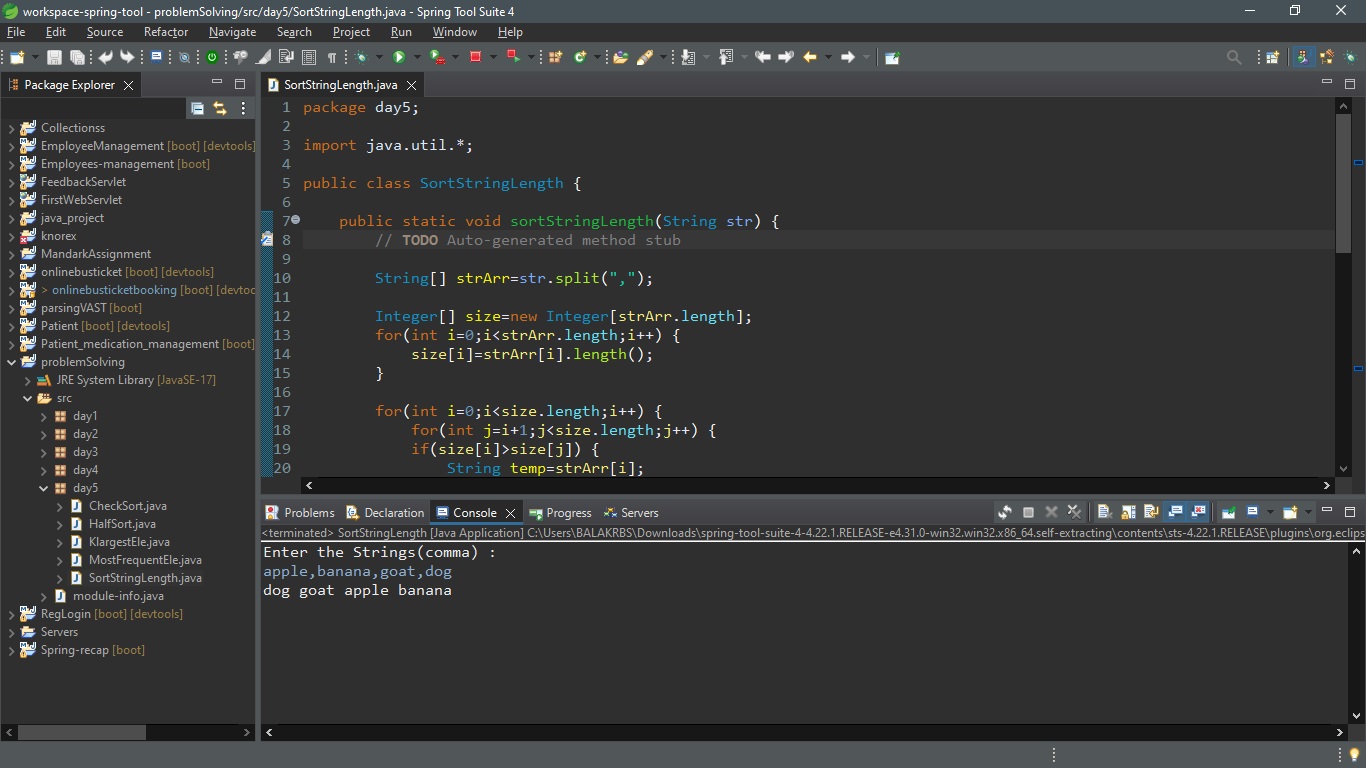 workspace-spring-tool - problemSolving/src/day5/SortStringLength.java - Spring Tool Suite 4
File Edit Source Refactor Navigate Search Project Run Window Help
Package Explorer
Collectionss
EmployeeManagement [boot] [devtools]
Employees-management [boot]
FeedbackServlet
FirstWebServlet
java_project
knorex
MandarkAssignment
onlinebusticket [boot] [devtools]
> onlinebusticketbooking [boot] [devtoc
parsingVAST [boot]
Patient [boot] [devtools]
Patient_medication_management [boot]
problemSolving
JRE System Library [JavaSE-17]
src
day1
day2
day3
day4
day5
CheckSort.java
HalfSort.java
KlargestEle.java
MostFrequentEle.java
SortStringLength.java
module-info.java
RegLogin [boot] [devtools]
Servers
Spring-recap [boot]
SortStringLength.java
1 package day5;
2
3 import java.util.*;
4
5 public class SortStringLength {
6
7 public static void sortStringLength(String str) {
8 // TODO Auto-generated method stub
9
10 String[] strArr=str.split(",");
11
12 Integer[] size=new Integer[strArr.length];
13 for(int i=0;i<strArr.length;i++) {
14 size[i]=strArr[i].length();
15 }
16
17 for(int i=0;i<size.length;i++) {
18 for(int j=i+1;j<size.length;j++) {
19 if(size[i]>size[j]) {
20 String temp=strArr[i];
Problems Declaration Console Progress Servers
<terminated> SortStringLength [Java Application] C:\Users\BALAKRBS\Downloads\spring-tool-suite-4-4.22.1.RELEASE-e4.31.0-win32.win32.x86_64.self-extracting\contents\sts-4.22.1.RELEASE\plugins\org.eclips
Enter the Strings(comma) :
apple,banana,goat,dog
dog goat apple banana